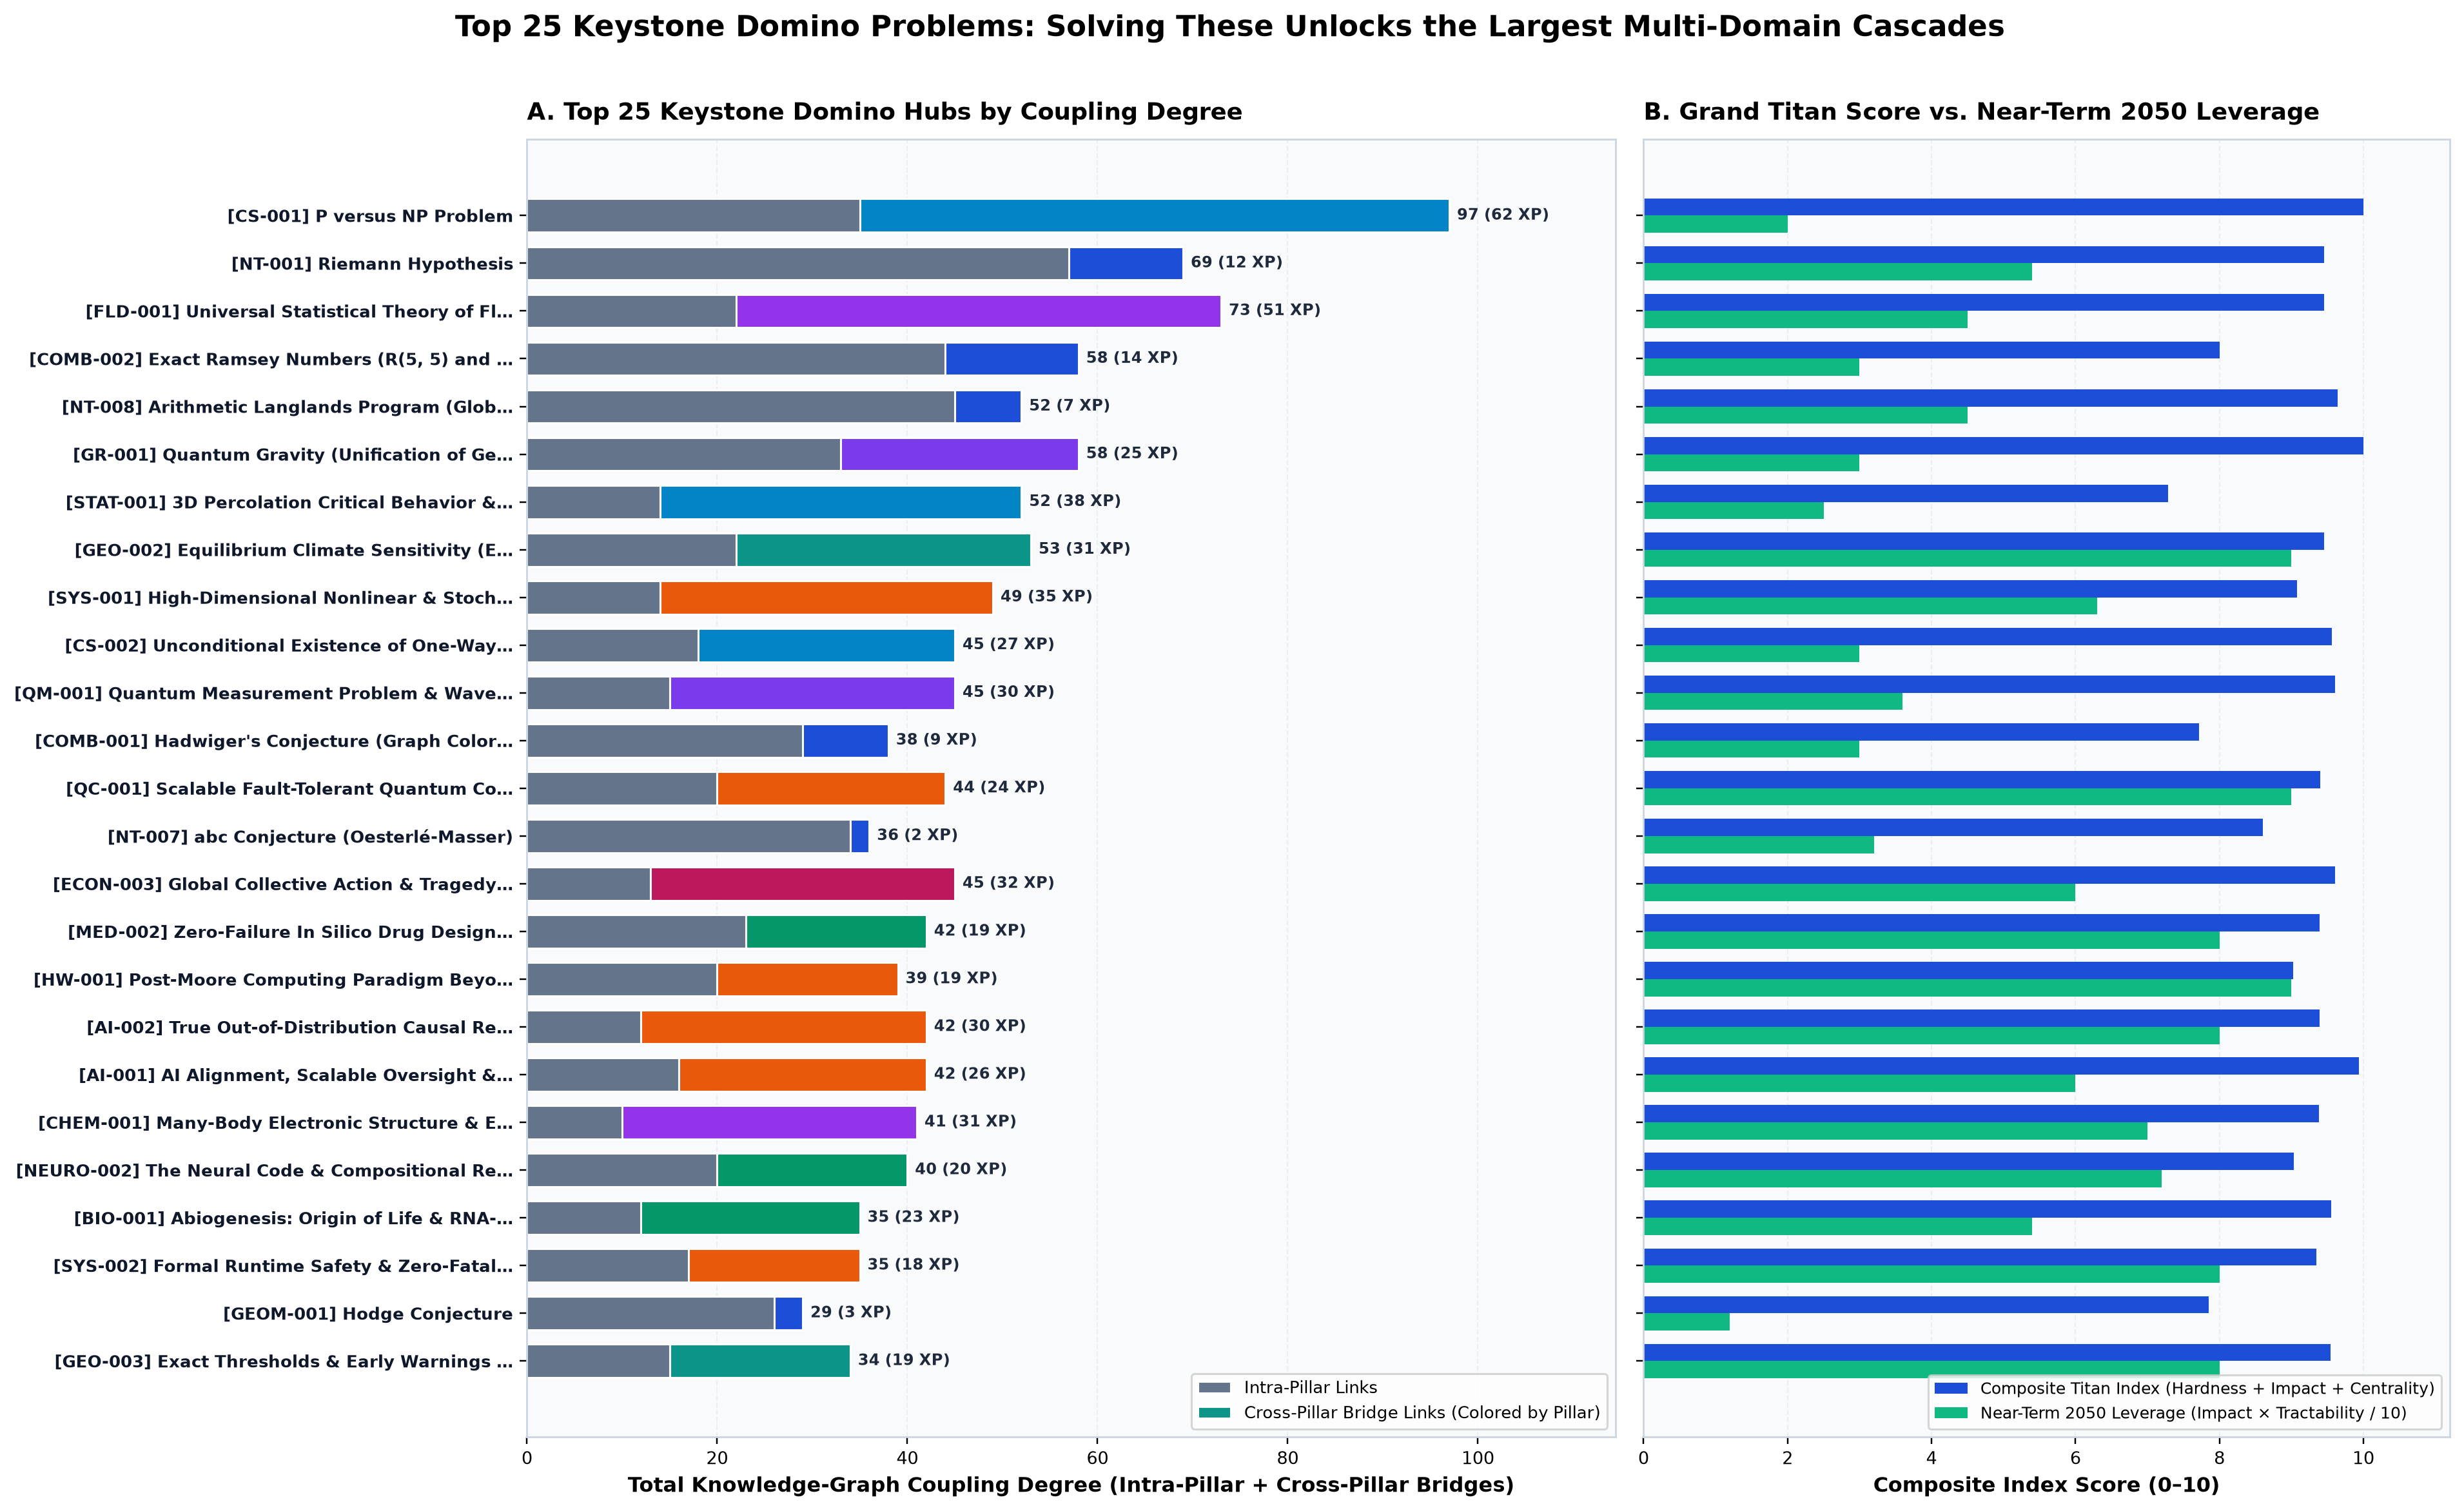 Top 25 Keystone Domino Problems: Solving These Unlocks the Largest Multi-Domain Cascades
A. Top 25 Keystone Domino Hubs by Coupling Degree
[CS-001] P versus NP Problem
97 (62 XP)
[NT-001] Riemann Hypothesis
69 (12 XP)
[FLD-001] Universal Statistical Theory of Fl...
73 (51 XP)
[COMB-002] Exact Ramsey Numbers (R(5, 5) and ...
58 (14 XP)
[NT-008] Arithmetic Langlands Program (Glob...
52 (7 XP)
[GR-001] Quantum Gravity (Unification of Ge...
58 (25 XP)
[STAT-001] 3D Percolation Critical Behavior &...
52 (38 XP)
[GEO-002] Equilibrium Climate Sensitivity (E...
53 (31 XP)
[SYS-001] High-Dimensional Nonlinear & Stoch...
49 (35 XP)
[CS-002] Unconditional Existence of One-Way...
45 (27 XP)
[QM-001] Quantum Measurement Problem & Wave...
45 (30 XP)
[COMB-001] Hadwiger's Conjecture (Graph Color...
38 (9 XP)
[QC-001] Scalable Fault-Tolerant Quantum Co...
44 (24 XP)
[NT-007] abc Conjecture (Oesterlé-Masser)
36 (2 XP)
[ECON-003] Global Collective Action & Tragedy...
45 (32 XP)
[MED-002] Zero-Failure In Silico Drug Design...
42 (19 XP)
[HW-001] Post-Moore Computing Paradigm Beyo...
39 (19 XP)
[AI-002] True Out-of-Distribution Causal Re...
42 (30 XP)
[AI-001] AI Alignment, Scalable Oversight &...
42 (26 XP)
[CHEM-001] Many-Body Electronic Structure & E...
41 (31 XP)
[NEURO-002] The Neural Code & Compositional Re...
40 (20 XP)
[BIO-001] Abiogenesis: Origin of Life & RNA-...
35 (23 XP)
[SYS-002] Formal Runtime Safety & Zero-Fatal...
35 (18 XP)
[GEOM-001] Hodge Conjecture
29 (3 XP)
[GEO-003] Exact Thresholds & Early Warnings ...
34 (19 XP)
Intra-Pillar Links
Cross-Pillar Bridge Links (Colored by Pillar)
0 20 40 60 80 100
Total Knowledge-Graph Coupling Degree (Intra-Pillar + Cross-Pillar Bridges)
B. Grand Titan Score vs. Near-Term 2050 Leverage
Composite Titan Index (Hardness + Impact + Centrality)
Near-Term 2050 Leverage (Impact × Tractability / 10)
0 2 4 6 8 10
Composite Index Score (0–10)